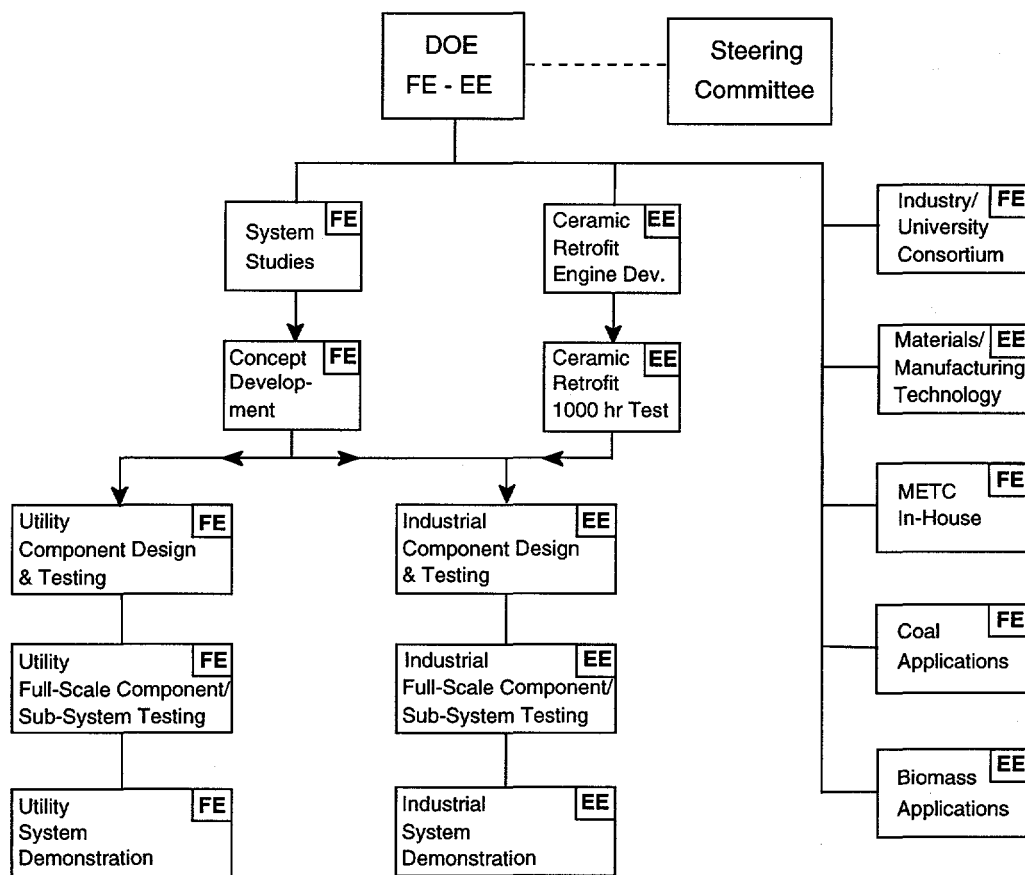 DOE
FE - EE
Steering
Committee
System
Studies
FE
Ceramic
Retrofit
Engine Dev.
EE
Industry/
University
Consortium
FE
Concept
Develop-
ment
FE
Ceramic
Retrofit
1000 hr Test
EE
Materials/
Manufacturing
Technology
EE
METC
In-House
FE
Utility
Component Design
& Testing
FE
Industrial
Component Design
& Testing
EE
Coal
Applications
FE
Utility
Full-Scale Component/
Sub-System Testing
FE
Industrial
Full-Scale Component/
Sub-System Testing
EE
Biomass
Applications
EE
Utility
System
Demonstration
FE
Industrial
System
Demonstration
EE